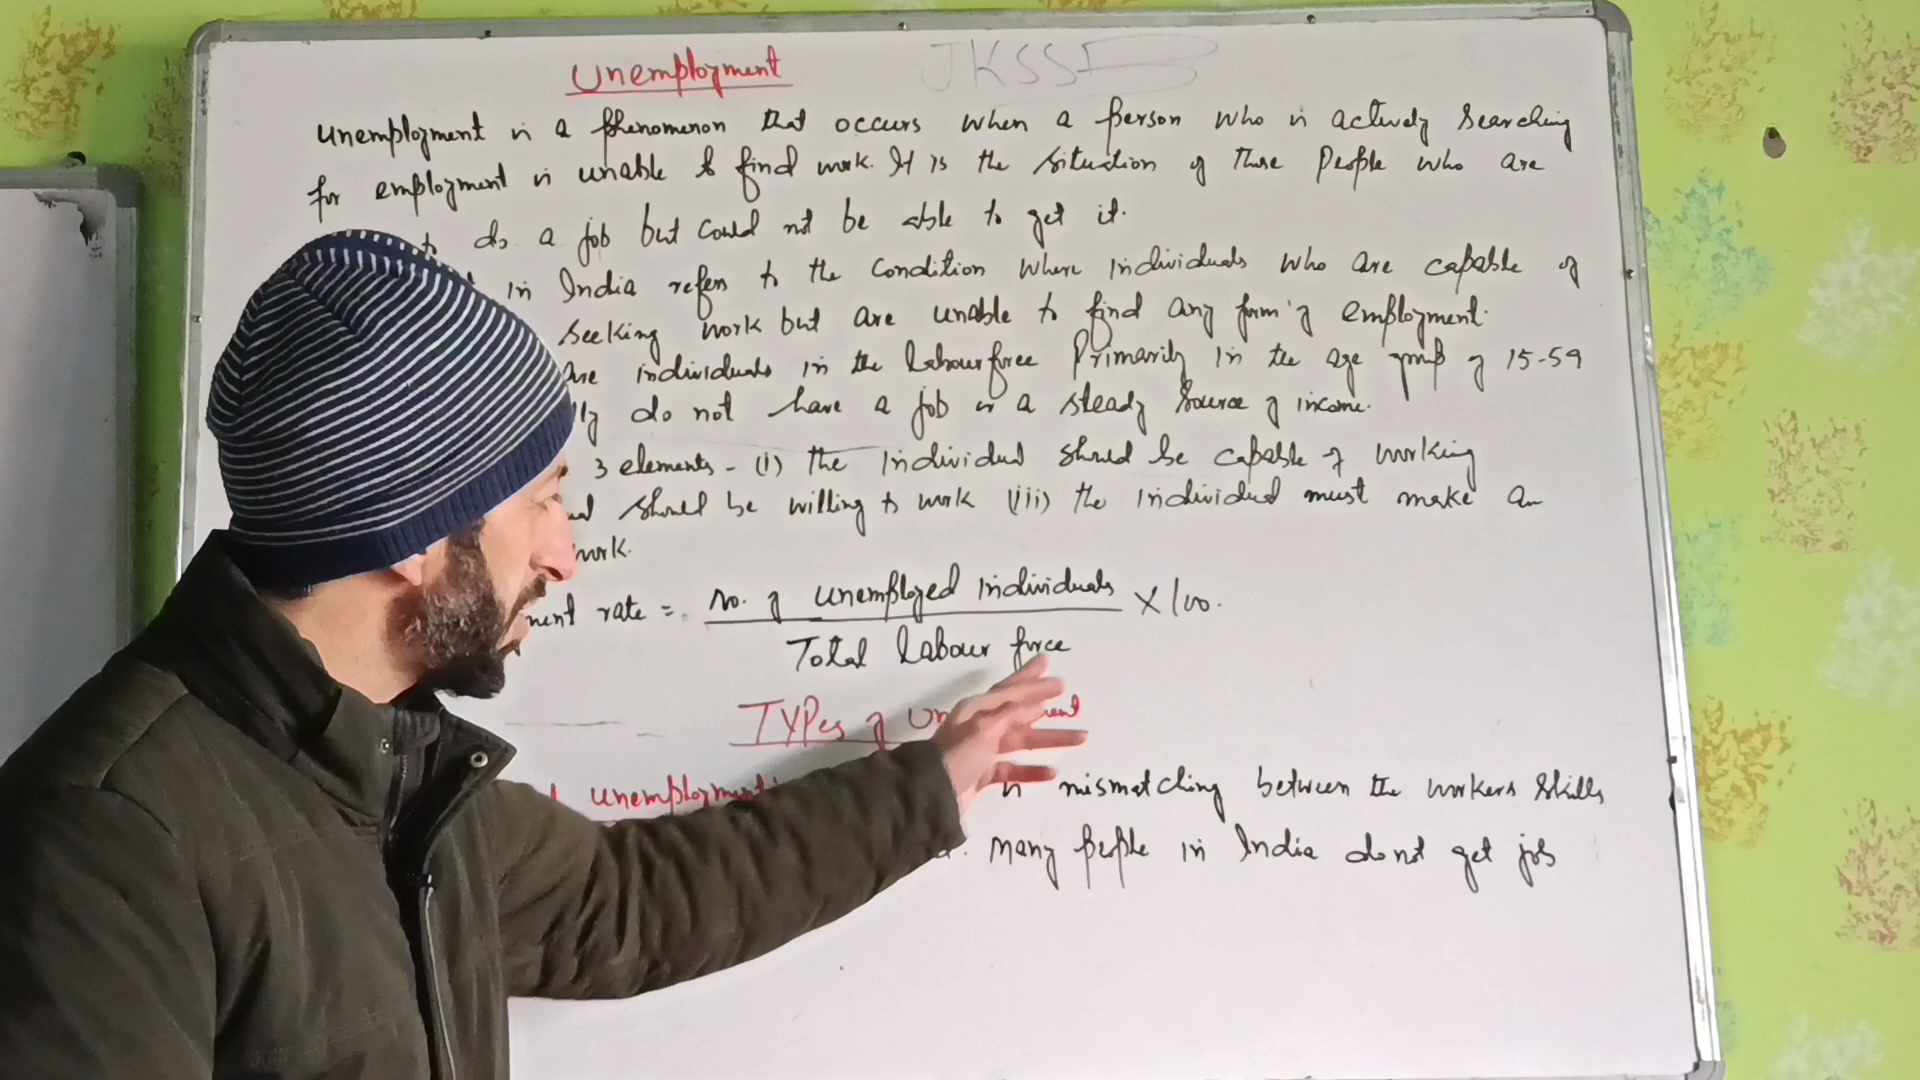 Unemployment JKSSB
Unemployment is a phenomenon that occurs when a person who is actively searching
for employment is unable to find work. It is the situation of those people who are
to do a job but could not be able to get it.
in India refers to the condition where individuals who are capable of
seeking work but are unable to find any form of employment.
are individuals in the labour force primarily in the age group of 15-59
do not have a job or a steady source of income.
3 elements - (i) the individual should be capable of working
should be willing to work (iii) the individual must make an
work.
rate = No. of unemployed individuals × 100.
Total labour force
Types of
unemployment mismatching between the workers skills
many people in India do not get job